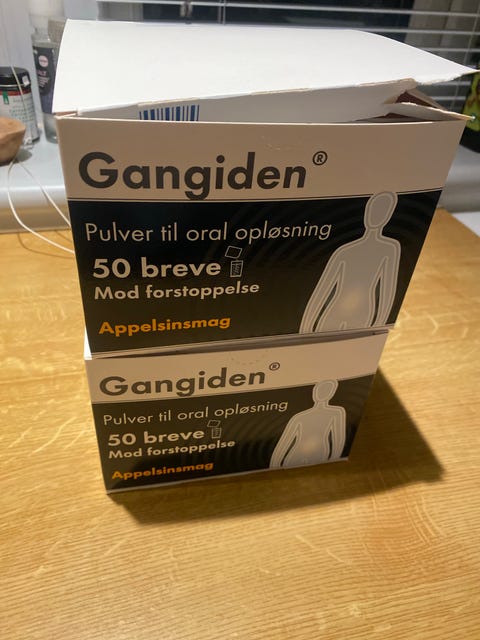 Gangiden®
Pulver til oral opløsning
50 breve
Mod forstoppelse
Appelsinsmag
Gangiden®
Pulver til oral opløsning
50 breve
Mod forstoppelse
Appelsinsmag